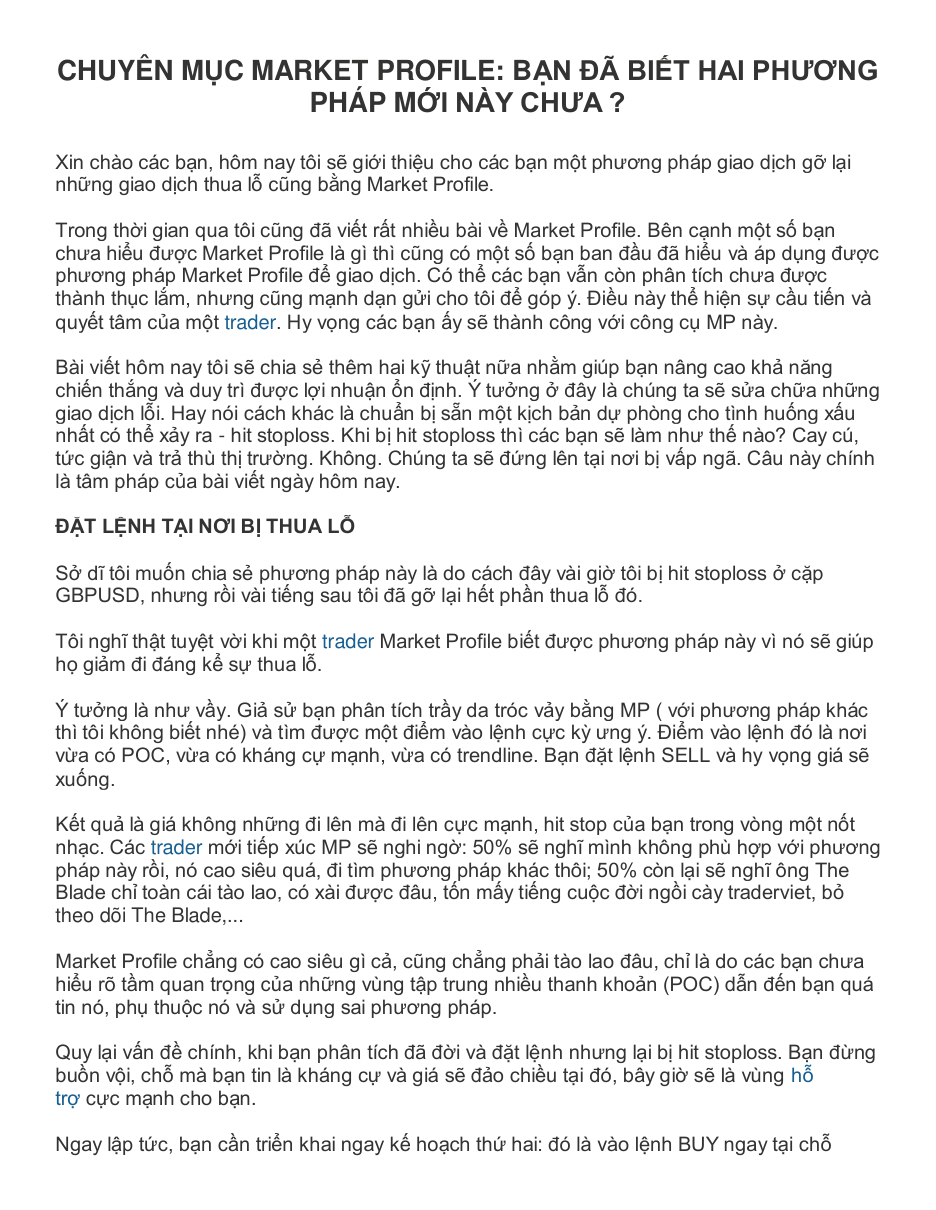 CHUYÊN MỤC MARKET PROFILE: BẠN ĐÃ BIẾT HAI PHƯƠNG
PHÁP MỚI NÀY CHƯA ?
Xin chào các bạn, hôm nay tôi sẽ giới thiệu cho các bạn một phương pháp giao dịch gỡ lại
những giao dịch thua lỗ cũng bằng Market Profile.
Trong thời gian qua tôi cũng đã viết rất nhiều bài về Market Profile. Bên cạnh một số bạn
chưa hiểu được Market Profile là gì thì cũng có một số bạn ban đầu đã hiểu và áp dụng được
phương pháp Market Profile để giao dịch. Có thể các bạn vẫn còn phân tích chưa được
thành thục lắm, nhưng cũng mạnh dạn gửi cho tôi để góp ý. Điều này thể hiện sự cầu tiến và
quyết tâm của một trader. Hy vọng các bạn ấy sẽ thành công với công cụ MP này.
Bài viết hôm nay tôi sẽ chia sẻ thêm hai kỹ thuật nữa nhằm giúp bạn nâng cao khả năng
chiến thắng và duy trì được lợi nhuận ổn định. Ý tưởng ở đây là chúng ta sẽ sửa chữa những
giao dịch lỗi. Hay nói cách khác là chuẩn bị sẵn một kịch bản dự phòng cho tình huống xấu
nhất có thể xảy ra - hit stoploss. Khi bị hit stoploss thì các bạn sẽ làm như thế nào? Cay cú,
tức giận và trả thù thị trường. Không. Chúng ta sẽ đứng lên tại nơi bị vấp ngã. Câu này chính
là tâm pháp của bài viết ngày hôm nay.
ĐẶT LỆNH TẠI NƠI BỊ THUA LỖ
Sở dĩ tôi muốn chia sẻ phương pháp này là do cách đây vài giờ tôi bị hit stoploss ở cặp
GBPUSD, nhưng rồi vài tiếng sau tôi đã gỡ lại hết phần thua lỗ đó.
Tôi nghĩ thật tuyệt vời khi một trader Market Profile biết được phương pháp này vì nó sẽ giúp
họ giảm đi đáng kể sự thua lỗ.
Ý tưởng là như vầy. Giả sử bạn phân tích trầy da tróc vảy bằng MP ( với phương pháp khác
thì tôi không biết nhé) và tìm được một điểm vào lệnh cực kỳ ưng ý. Điểm vào lệnh đó là nơi
vừa có POC, vừa có kháng cự mạnh, vừa có trendline. Bạn đặt lệnh SELL và hy vọng giá sẽ
xuống.
Kết quả là giá không những đi lên mà đi lên cực mạnh, hit stop của bạn trong vòng một nốt
nhạc. Các trader mới tiếp xúc MP sẽ nghi ngờ: 50% sẽ nghĩ mình không phù hợp với phương
pháp này rồi, nó cao siêu quá, đi tìm phương pháp khác thôi; 50% còn lại sẽ nghĩ ông The
Blade chỉ toàn cái tào lao, có xài được đâu, tốn mấy tiếng cuộc đời ngồi cày traderviet, bỏ
theo dõi The Blade,...
Market Profile chẳng có cao siêu gì cả, cũng chẳng phải tào lao đâu, chỉ là do các bạn chưa
hiểu rõ tầm quan trọng của những vùng tập trung nhiều thanh khoản (POC) dẫn đến bạn quá
tin nó, phụ thuộc nó và sử dụng sai phương pháp.
Quy lại vấn đề chính, khi bạn phân tích đã đời và đặt lệnh nhưng lại bị hit stoploss. Bạn đừng
buồn vội, chỗ mà bạn tin là kháng cự và giá sẽ đảo chiều tại đó, bây giờ sẽ là vùng hỗ
trợ cực mạnh cho bạn.
Ngay lập tức, bạn cần triển khai ngay kế hoạch thứ hai: đó là vào lệnh BUY ngay tại chỗ